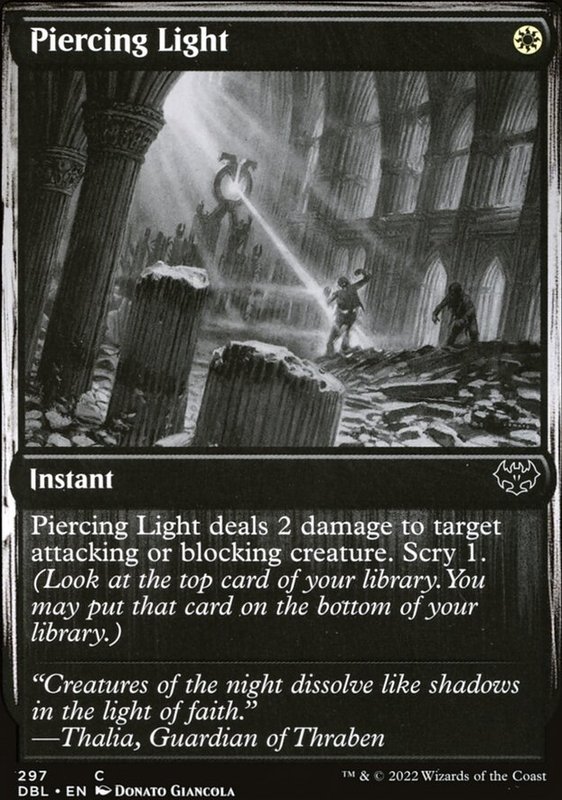 Piercing Light
Instant
Piercing Light deals 2 damage to target
attacking or blocking creature. Scry 1.
(Look at the top card of your library. You
may put that card on the bottom of your
library.)
“Creatures of the night dissolve like shadows
in the light of faith.”
—Thalia, Guardian of Thraben
297 C
DBL • EN Donato Giancola
™ & © 2022 Wizards of the Coast